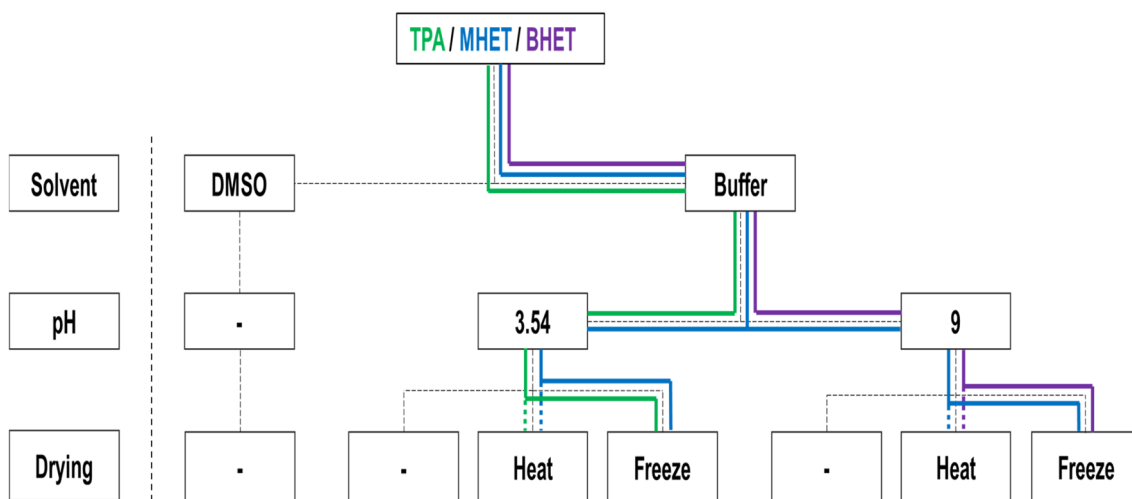 TPA / MHET / BHET
Solvent DMSO Buffer
pH - 3.54 9
Drying - - Heat Freeze - Heat Freeze